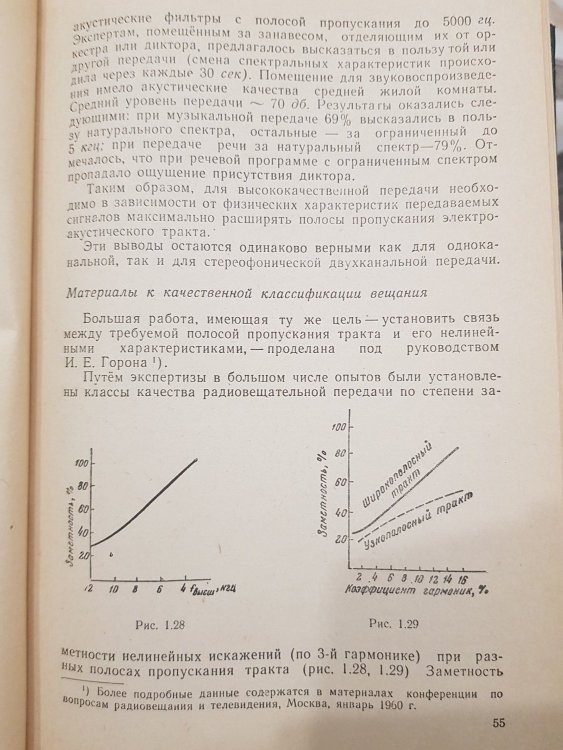 акустические фильтры с полосой пропускания до 5000 гц.
Экспертам, помещённым за занавесом, отделяющим их от ор-
кестра или диктора, предлагалось высказаться в пользу той или
другой передачи (смена спектральных характеристик происхо-
дила через каждые 30 сек). Помещение для звуковоспроизведе-
ния имело акустические качества средней жилой комнаты.
Средний уровень передачи ~ 70 дб. Результаты оказались сле-
дующими: при музыкальной передаче 69% высказались в поль-
зу натурального спектра, остальные — за ограниченный до
5 кгц; при передаче речи за натуральный спектр—79%. От-
мечалось, что при речевой программе с ограниченным спектром
пропадало ощущение присутствия диктора.
Таким образом, для высококачественной передачи необхо-
димо в зависимости от физических характеристик передаваемых
сигналов максимально расширять полосы пропускания электро-
акустического тракта.
Эти выводы остаются одинаково верными как для однока-
нальной, так и для стереофонической двухканальной передачи.
Материалы к качественной классификации вещания
Большая работа, имеющая ту же цель — установить связь
между требуемой полосой пропускания тракта и его нелиней-
ными характеристиками, — проделана под руководством
И. Е. Горона ¹).
Путём экспертизы в большом числе опытов были установле-
ны классы качества радиовещательной передачи по степени за-
Заметность, %
100
80
60
40
20
12 10 8 6 4 fвысш, кгц
Рис. 1.28
Заметность, %
100
80
60
40
20
Широкополосный
тракт
Узкополосный тракт
2 4 6 8 10 12 14 16
Коэффициент гармоник, %
Рис. 1.29
метности нелинейных искажений (по 3-й гармонике) при раз-
ных полосах пропускания тракта (рис. 1.28, 1.29) Заметность
¹) Более подробные данные содержатся в материалах конференции по
вопросам радиовещания и телевидения, Москва, январь 1960 г.
55